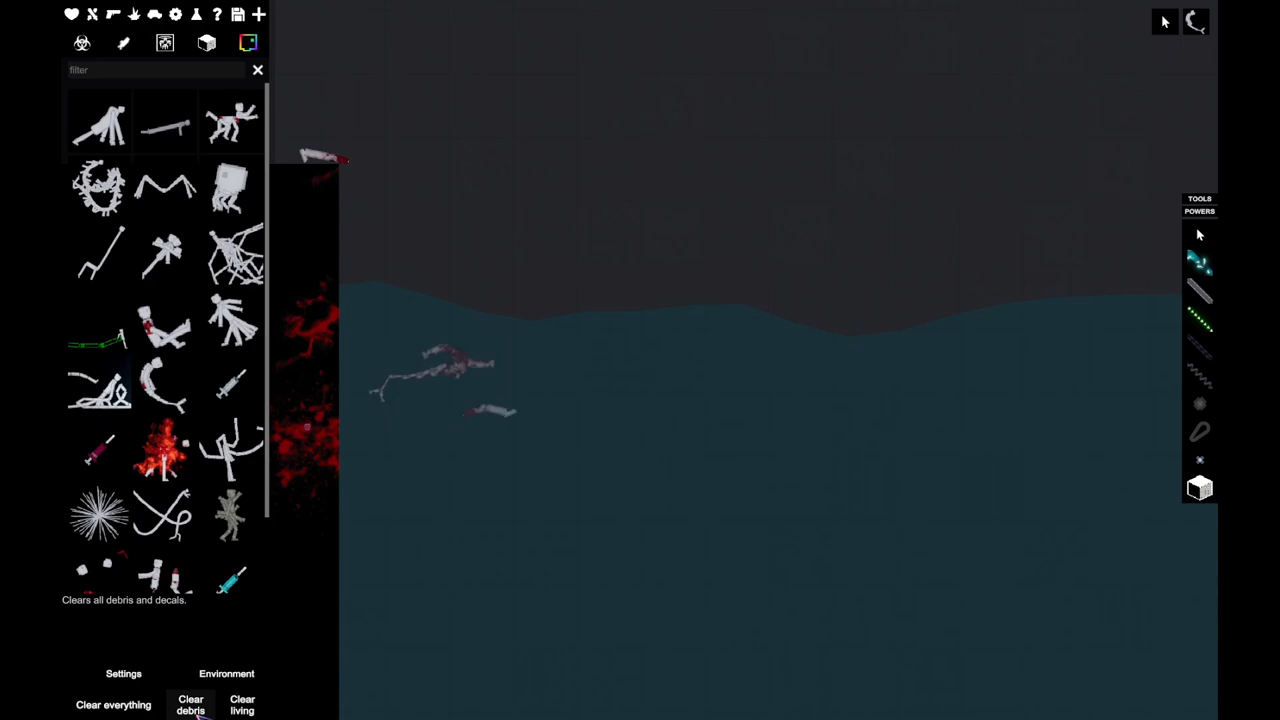 filter
TOOLS
POWERS
Clears all debris and decals.
Settings
Environment
Clear everything
Clear
debris
Clear
living